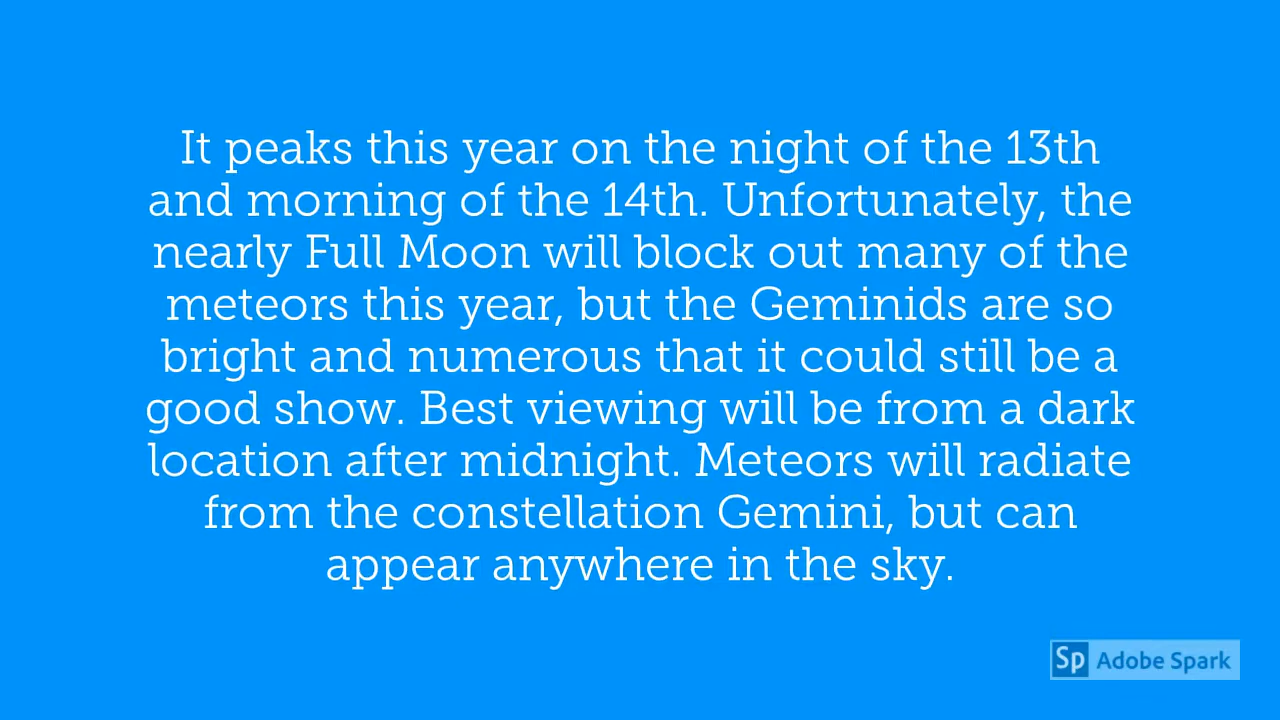 It peaks this year on the night of the 13th
and morning of the 14th. Unfortunately, the
nearly Full Moon will block out many of the
meteors this year, but the Geminids are so
bright and numerous that it could still be a
good show. Best viewing will be from a dark
location after midnight. Meteors will radiate
from the constellation Gemini, but can
appear anywhere in the sky.
Sp Adobe Spark